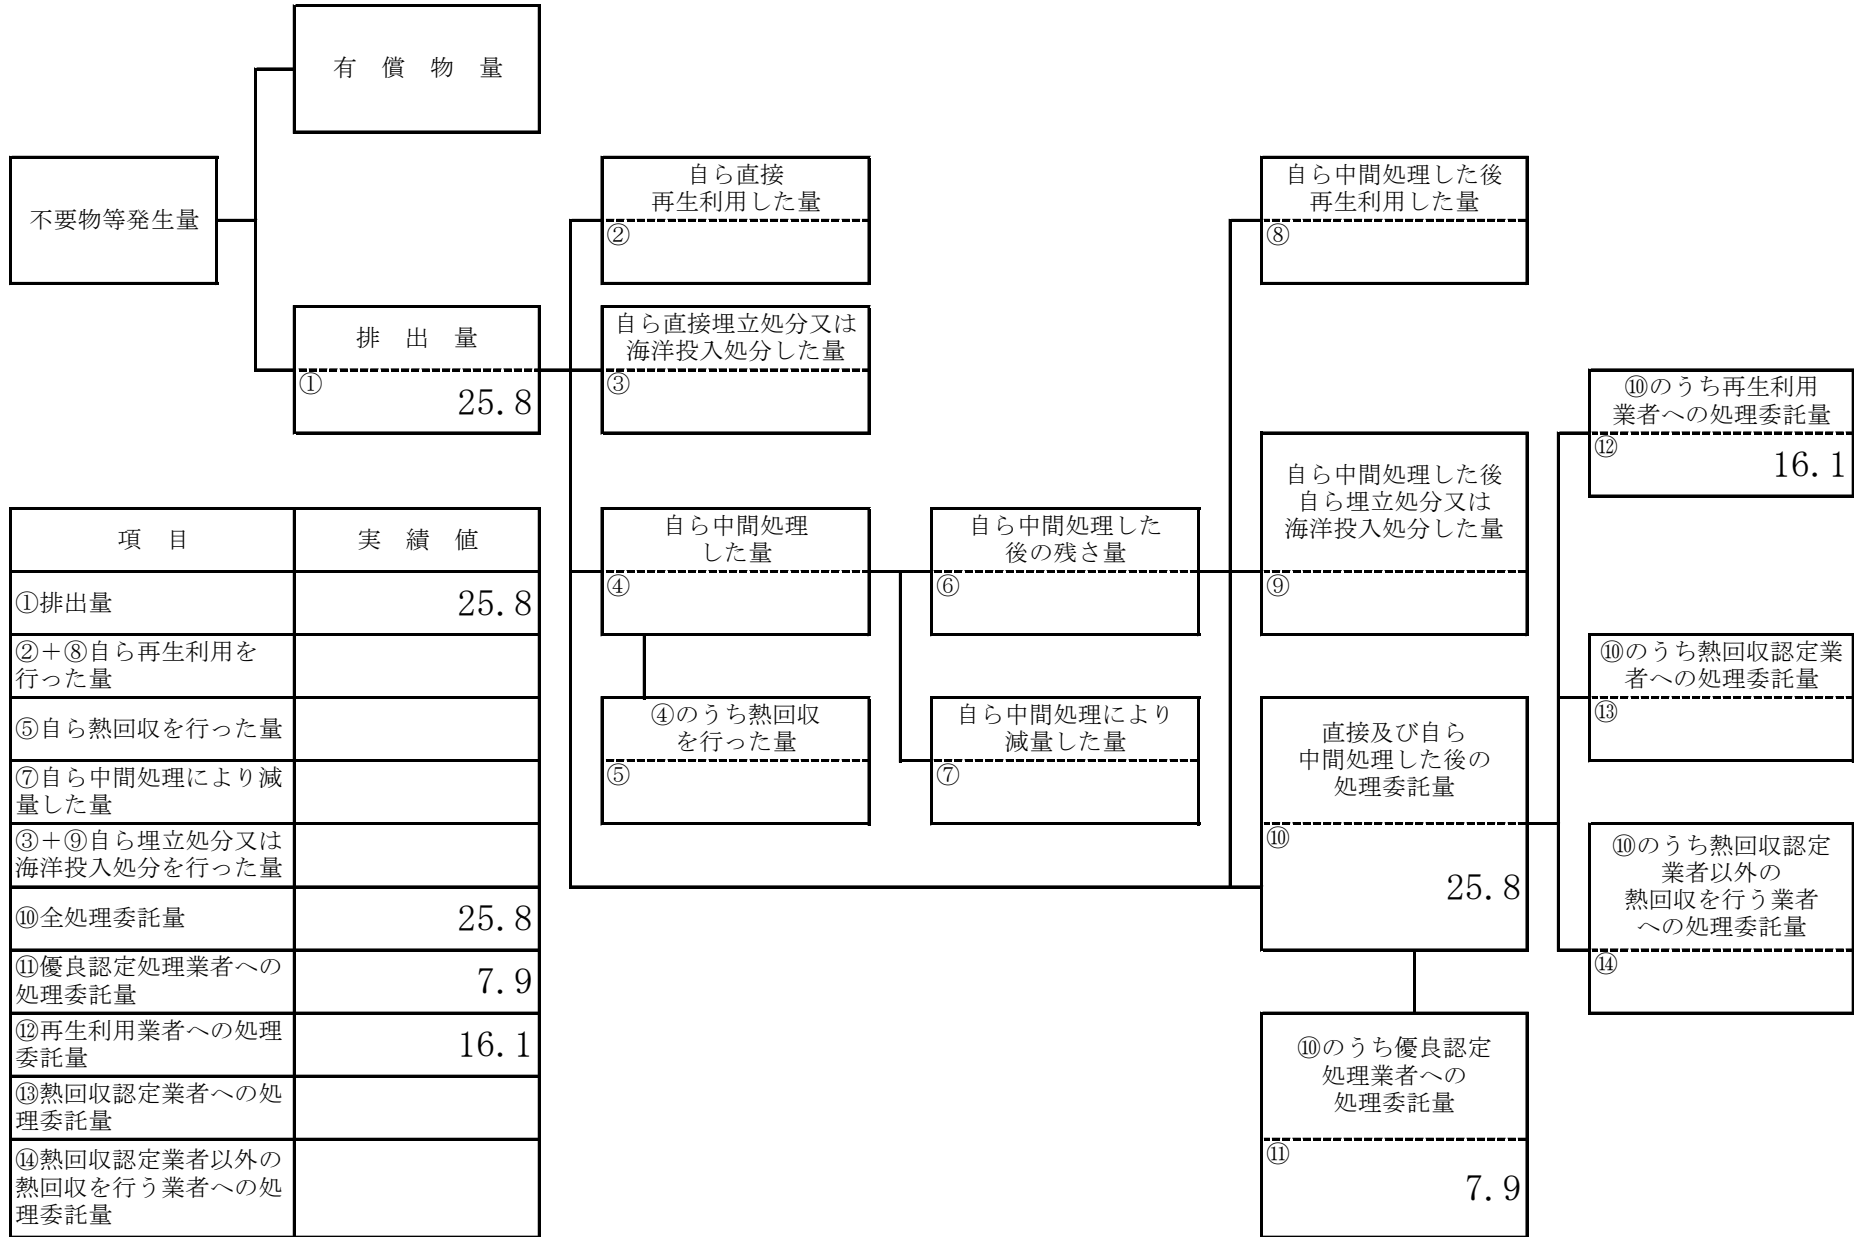 有 償 物 量
不要物等発生量
排 出 量
①
25.8
自ら直接
再生利用した量
②
自ら直接埋立処分又は
海洋投入処分した量
③
自ら中間処理
した量
④
④のうち熱回収
を行った量
⑤
自ら中間処理した
後の残さ量
⑥
自ら中間処理により
減量した量
⑦
自ら中間処理した後
再生利用した量
⑧
自ら中間処理した後
自ら埋立処分又は
海洋投入処分した量
⑨
直接及び自ら
中間処理した後の
処理委託量
⑩
25.8
⑩のうち優良認定
処理業者への
処理委託量
⑪
7.9
⑩のうち再生利用
業者への処理委託量
⑫
16.1
⑩のうち熱回収認定業
者への処理委託量
⑬
⑩のうち熱回収認定
業者以外の
熱回収を行う業者
への処理委託量
⑭
項 目 実 績 値
①排出量 25.8
②＋⑧自ら再生利用を
行った量
⑤自ら熱回収を行った量
⑦自ら中間処理により減
量した量
③＋⑨自ら埋立処分又は
海洋投入処分を行った量
⑩全処理委託量 25.8
⑪優良認定処理業者への
処理委託量 7.9
⑫再生利用業者への処理
委託量 16.1
⑬熱回収認定業者への処
理委託量
⑭熱回収認定業者以外の
熱回収を行う業者への処
理委託量